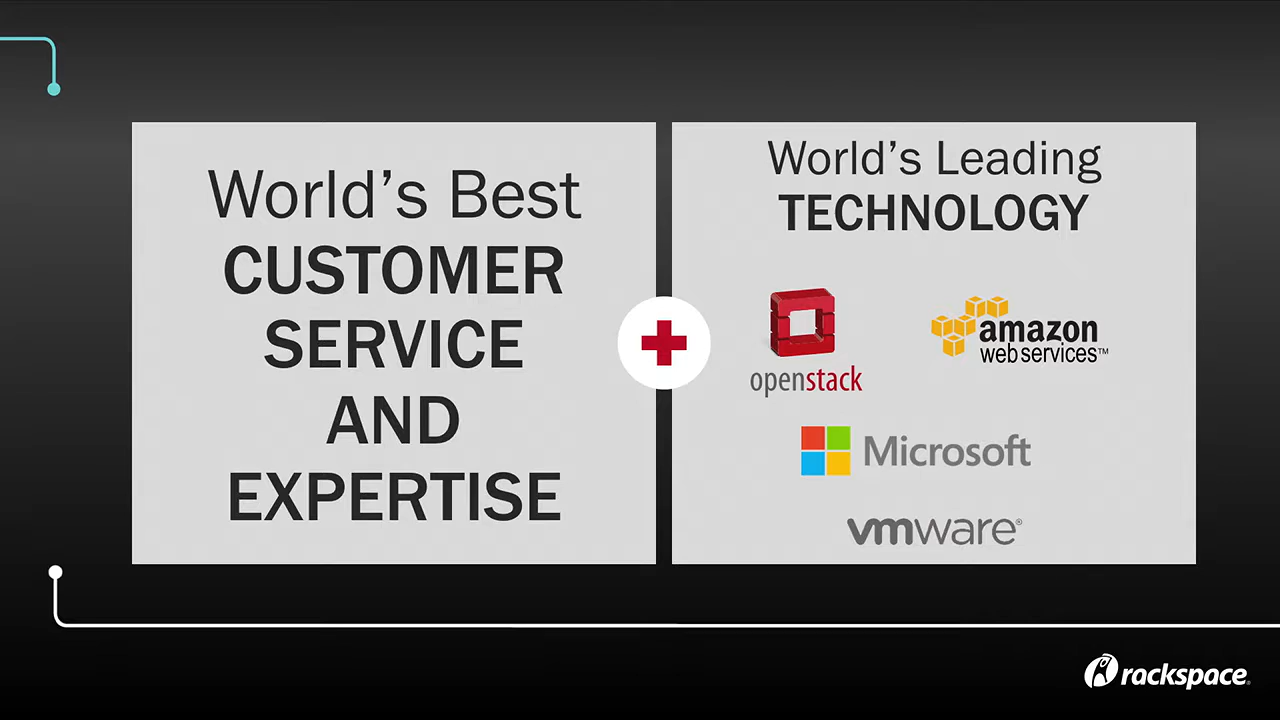 World's Best
CUSTOMER
SERVICE
AND
EXPERTISE
World's Leading
TECHNOLOGY
openstack
amazon
web services™
Microsoft
vmware®
rackspace®